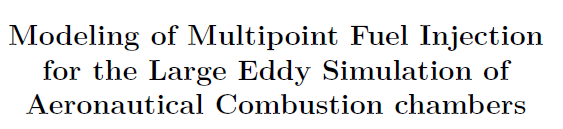 Modeling of Multipoint Fuel Injection
for the Large Eddy Simulation of
Aeronautical Combustion chambers